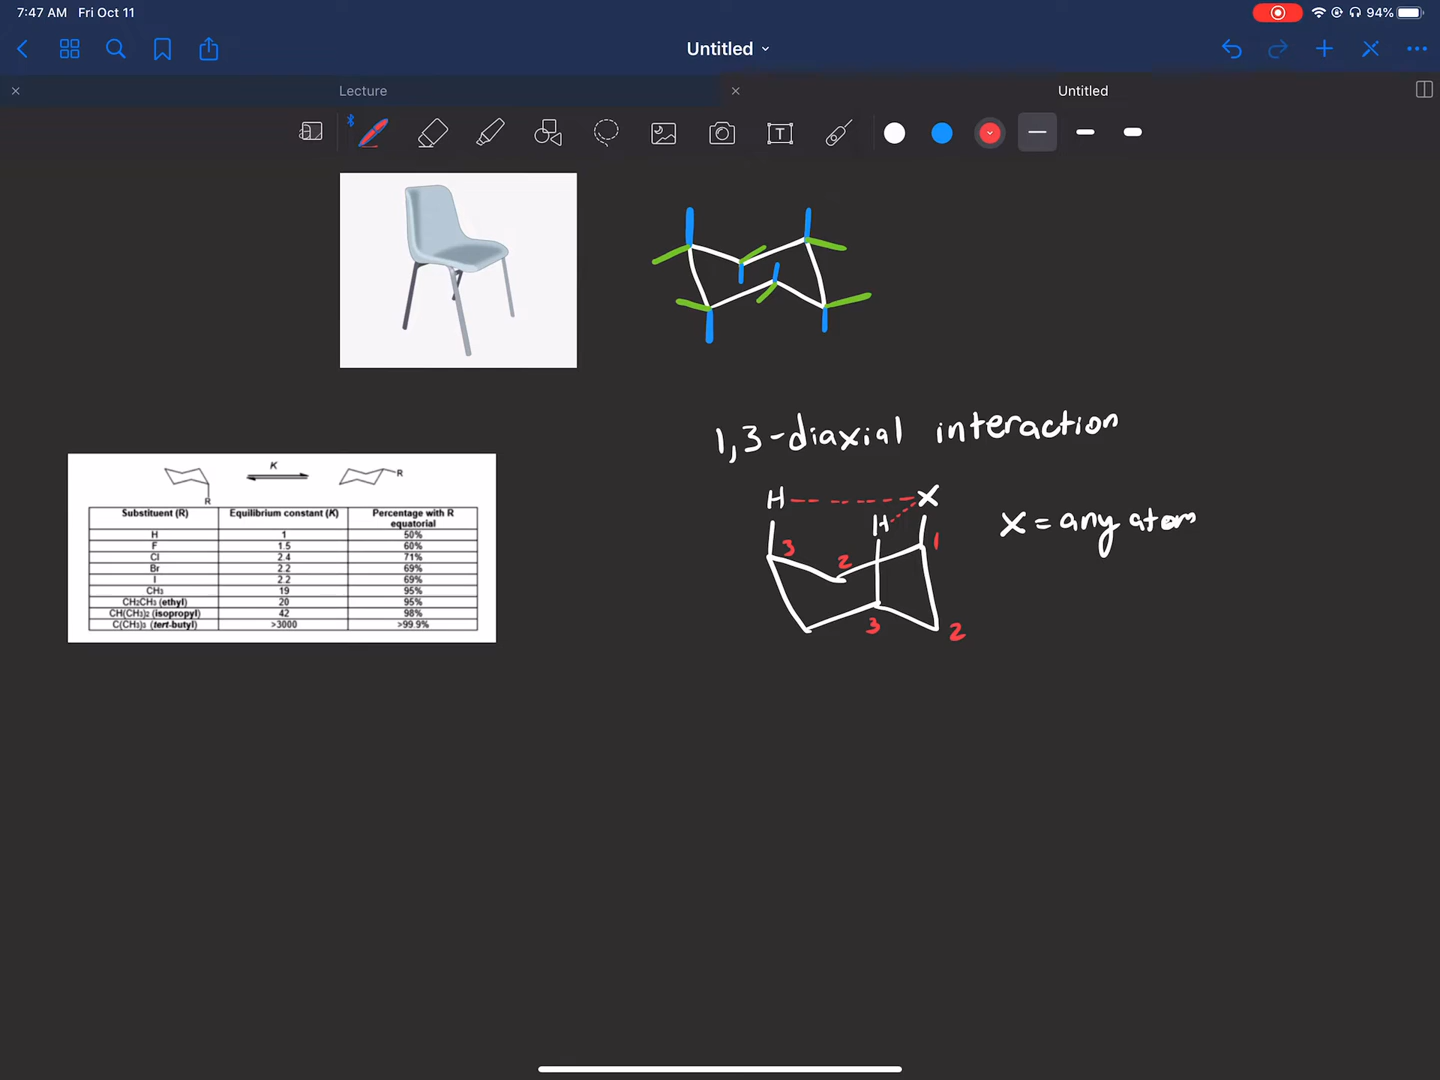 7:47 AM Fri Oct 11
94%
Untitled
Lecture
Untitled
T
1,3-diaxial interaction
H X
H
X = any atom
3 2 1
3 2
K
R
R
Substituent (R) Equilibrium constant (K) Percentage with R equatorial
H 1 50%
F 1.5 60%
Cl 2.4 71%
Br 2.2 69%
I 2.2 69%
CH₃ 19 95%
CH₂CH₃ (ethyl) 20 95%
CH(CH₃)₂ (isopropyl) 42 98%
C(CH₃)₃ (tert-butyl) >3000 >99.9%